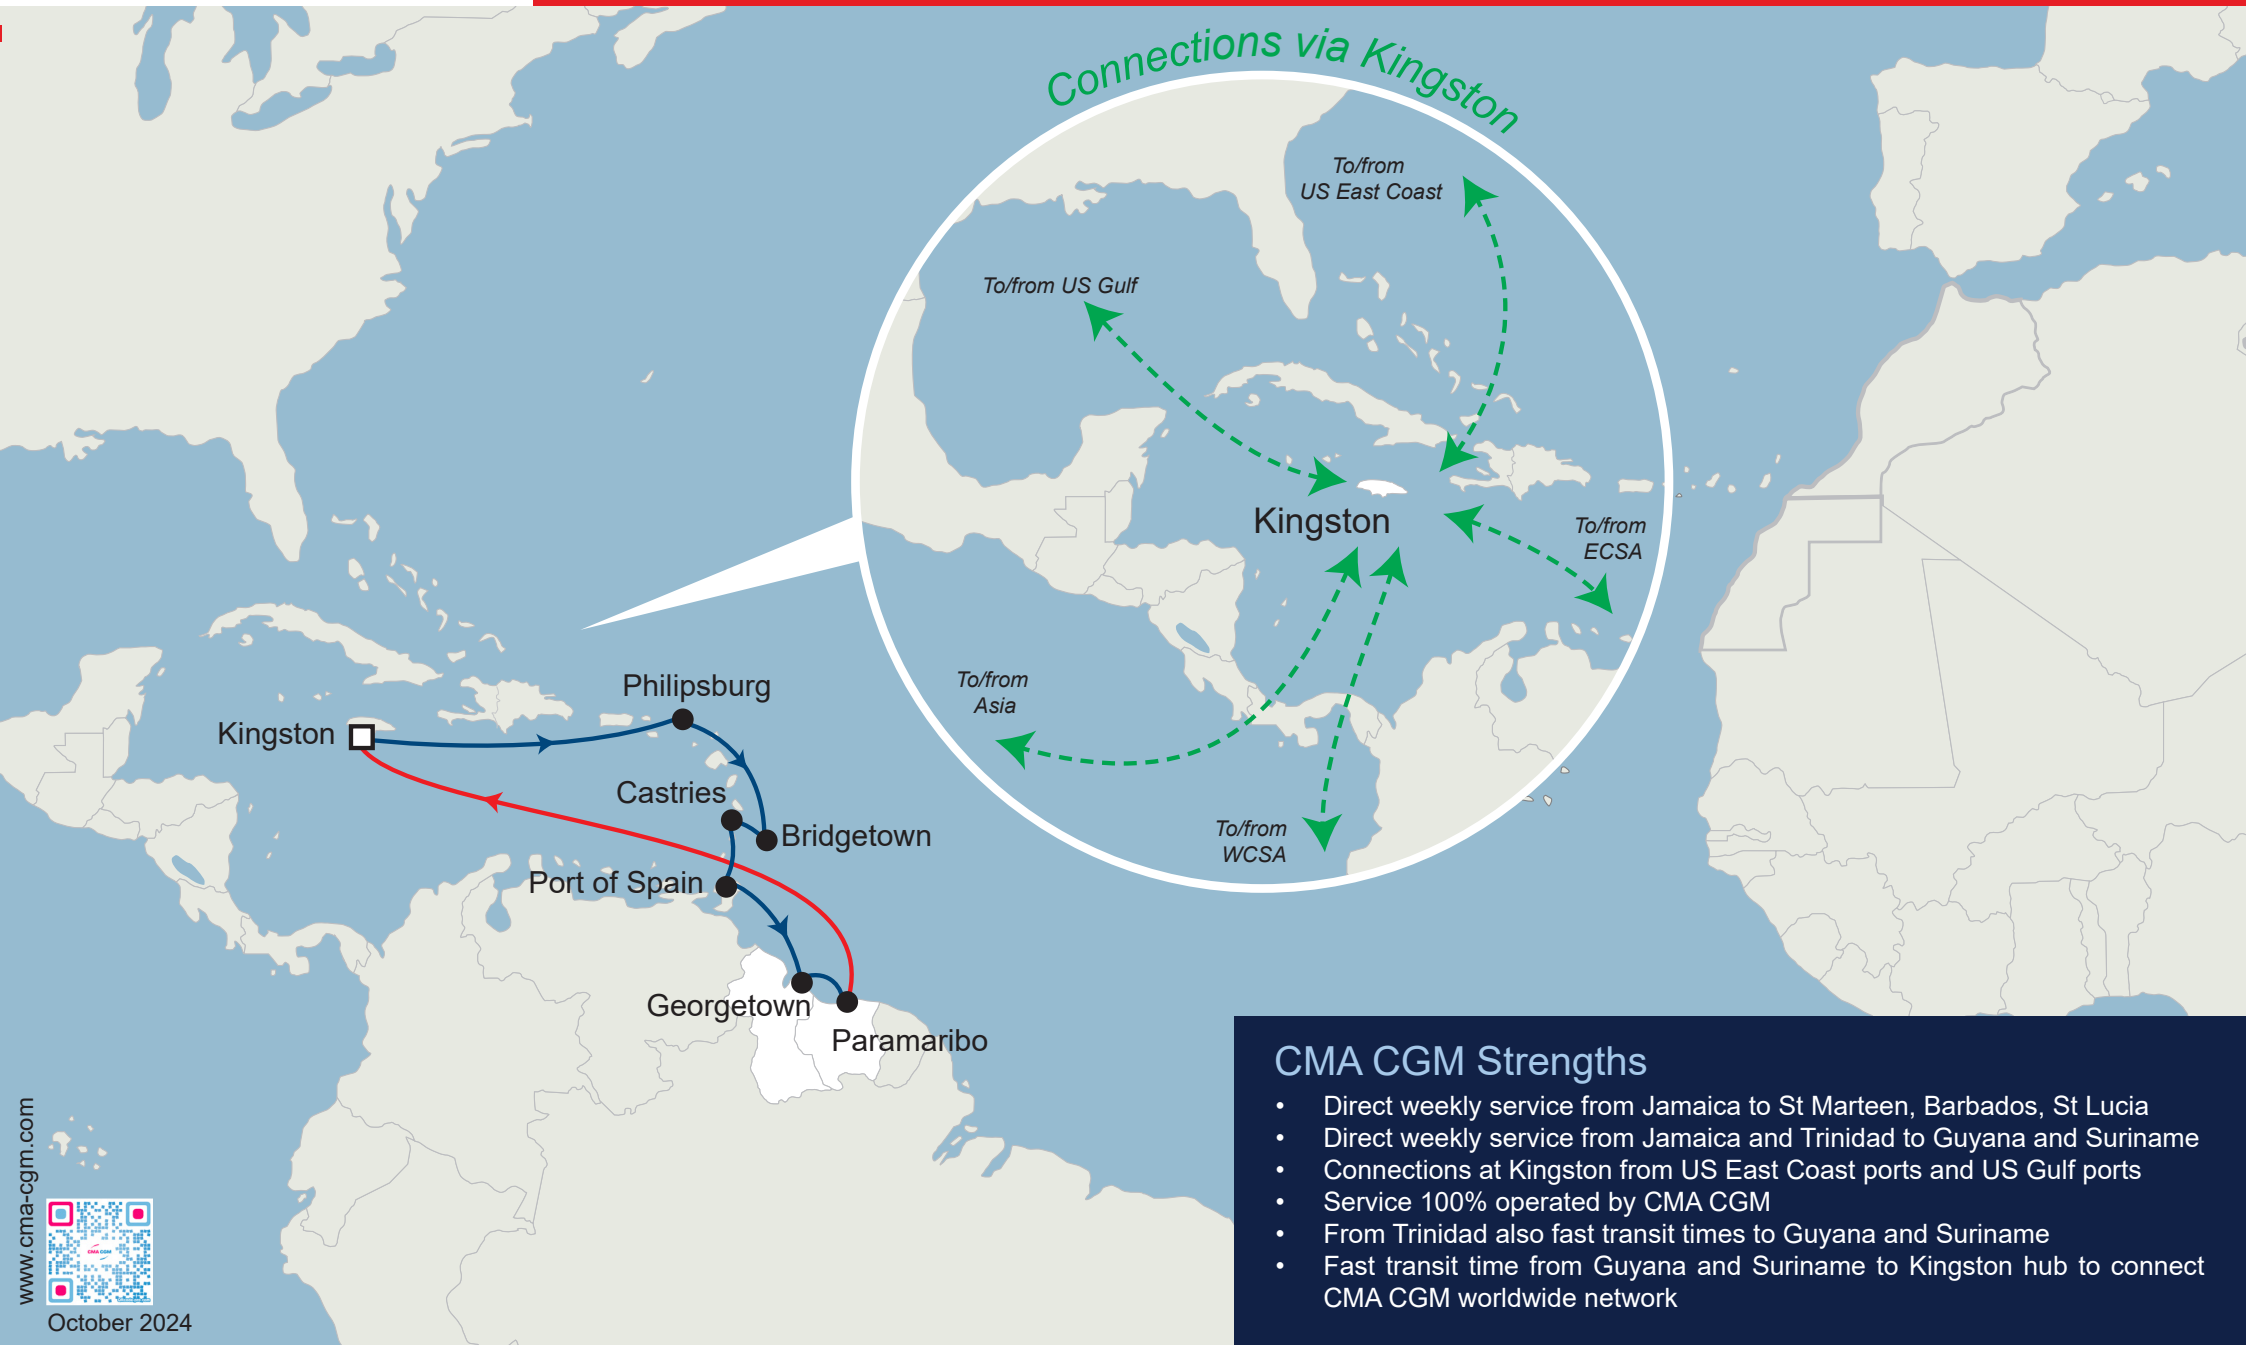 Connections via Kingston
To/from
US East Coast
To/from US Gulf
Kingston
To/from
ECSA
To/from
Asia
To/from
WCSA
Philipsburg
Kingston
Castries
Bridgetown
Port of Spain
Georgetown
Paramaribo
CMA CGM Strengths
• Direct weekly service from Jamaica to St Marteen, Barbados, St Lucia
• Direct weekly service from Jamaica and Trinidad to Guyana and Suriname
• Connections at Kingston from US East Coast ports and US Gulf ports
• Service 100% operated by CMA CGM
• From Trinidad also fast transit times to Guyana and Suriname
• Fast transit time from Guyana and Suriname to Kingston hub to connect
CMA CGM worldwide network
www.cma-cgm.com
CMA CGM
October 2024